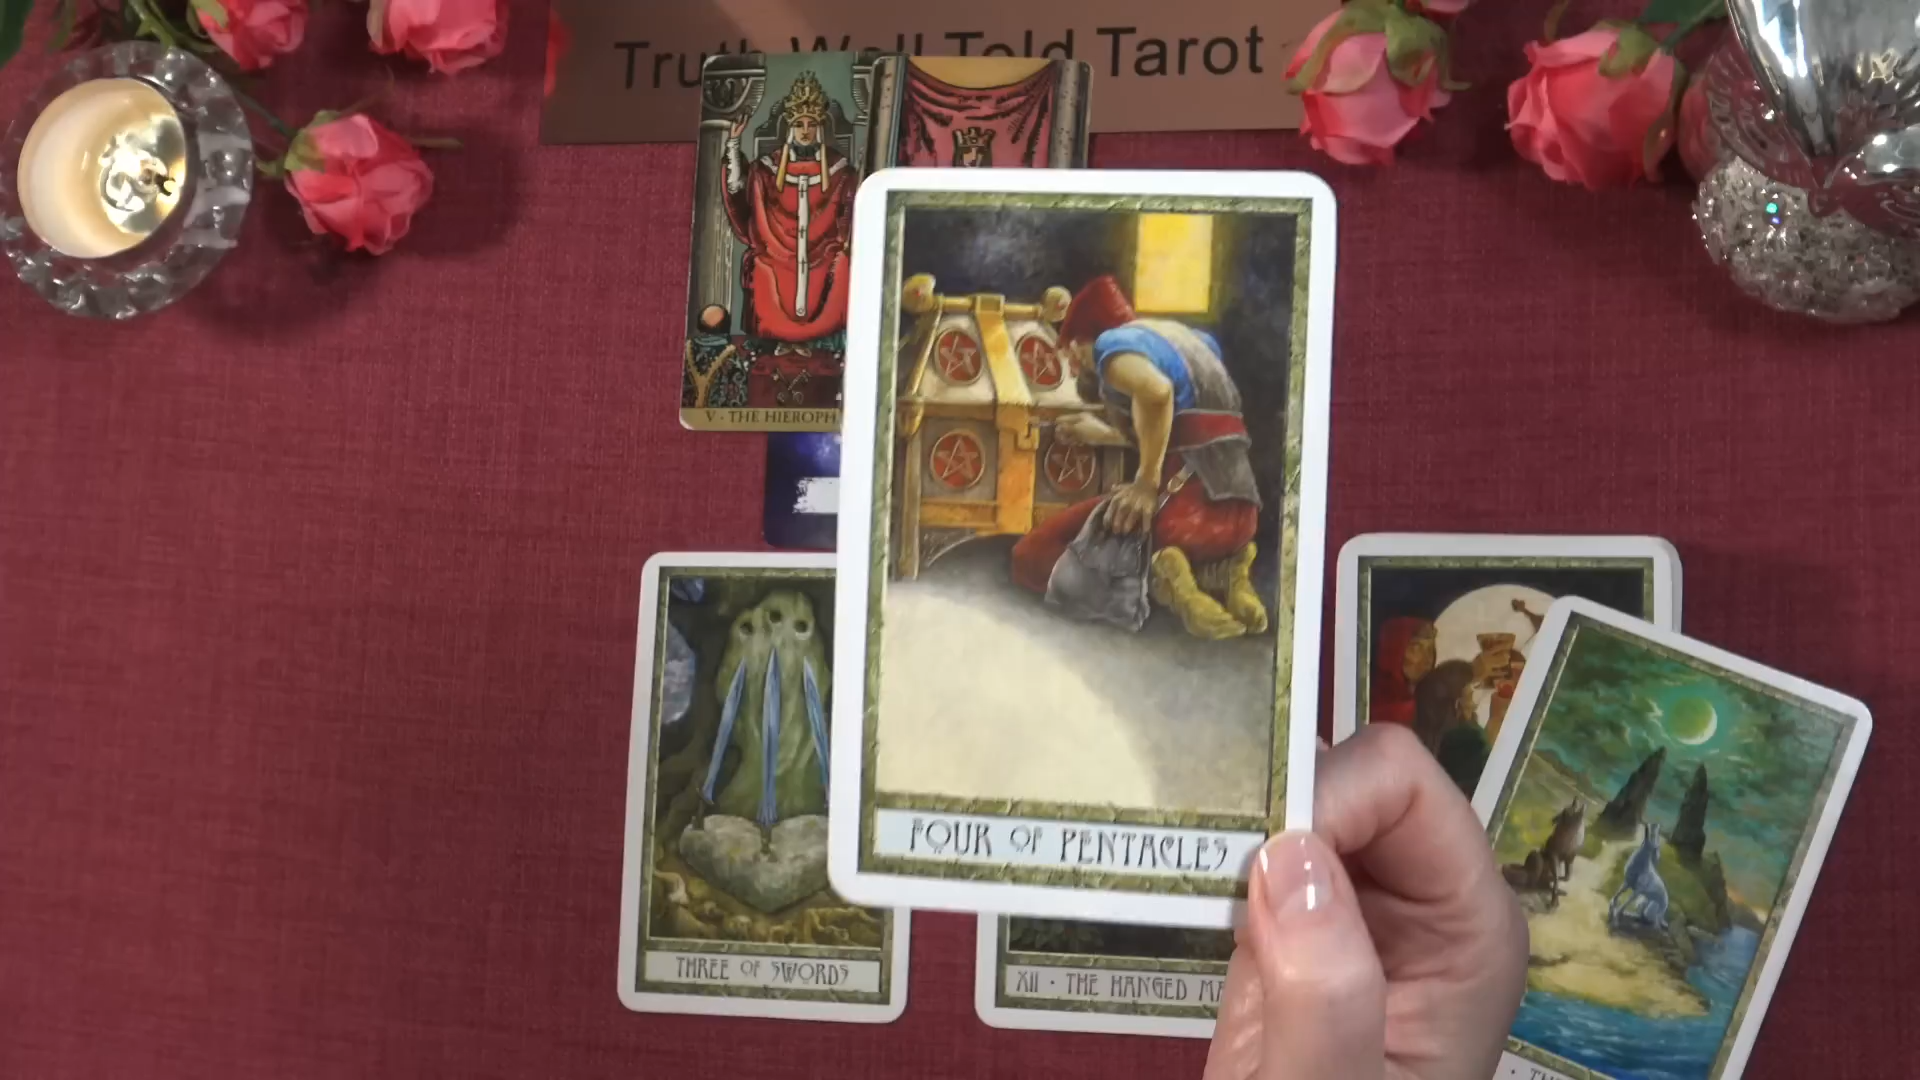 Truth Well Told Tarot
V · THE HIEROPH
FOUR OF PENTACLES
THREE OF SWORDS
XII · THE HANGED MA